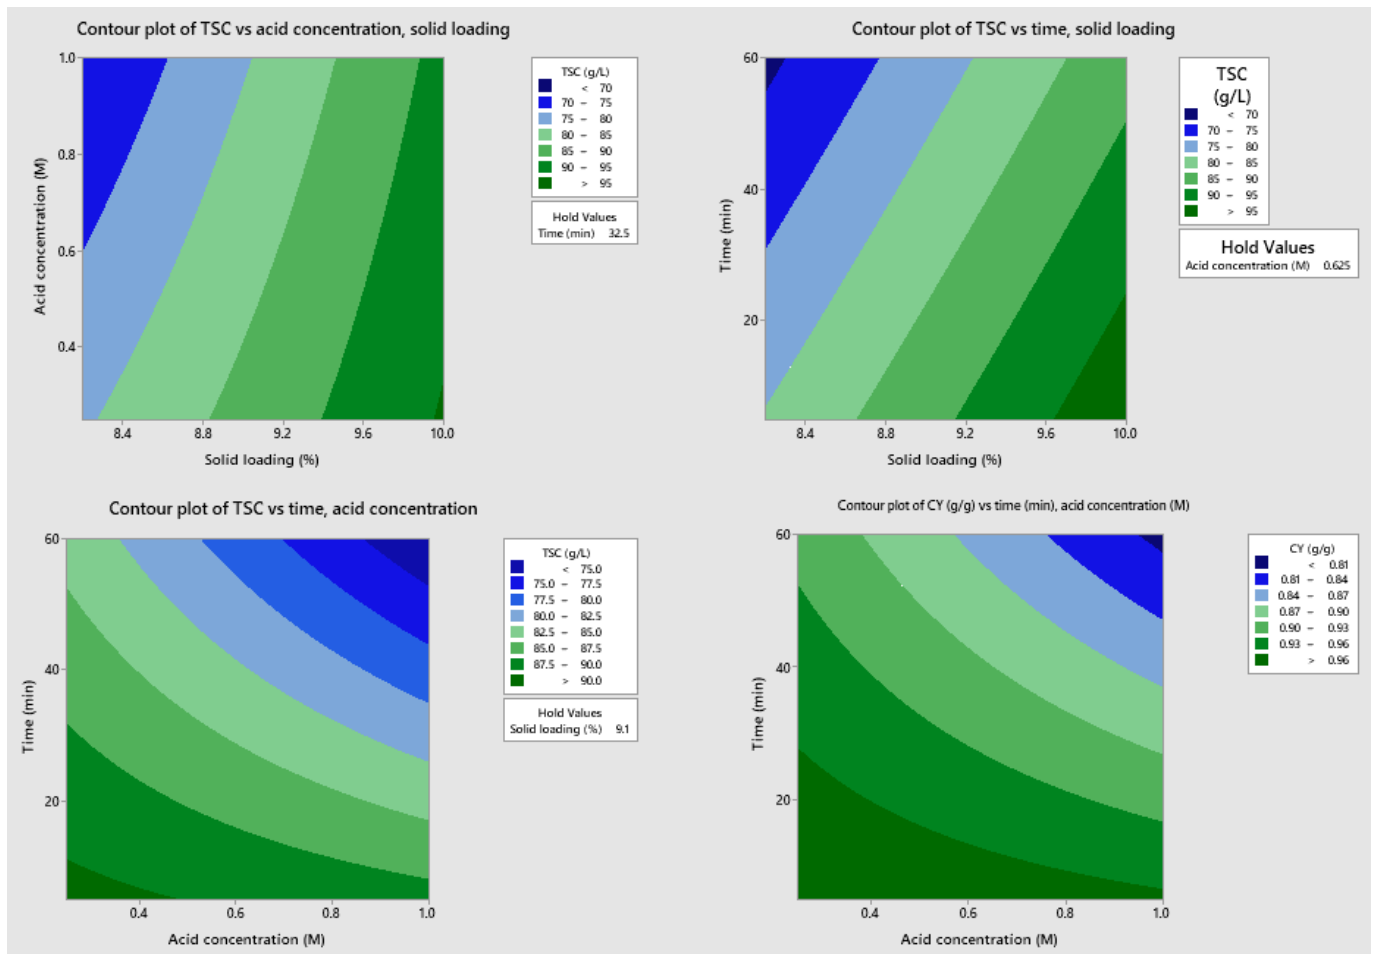 Contour plot of TSC vs acid concentration, solid loading
1.0
0.8
0.6
0.4
Acid concentration (M)
8.4 8.8 9.2 9.6 10.0
Solid loading (%)
TSC (g/L)
< 70
70 – 75
75 – 80
80 – 85
85 – 90
90 – 95
> 95
Hold Values
Time (min) 32.5
Contour plot of TSC vs time, solid loading
60
40
20
Time (min)
8.4 8.8 9.2 9.6 10.0
Solid loading (%)
TSC
(g/L)
< 70
70 – 75
75 – 80
80 – 85
85 – 90
90 – 95
> 95
Hold Values
Acid concentration (M) 0.625
Contour plot of TSC vs time, acid concentration
60
40
20
Time (min)
0.4 0.6 0.8 1.0
Acid concentration (M)
TSC (g/L)
< 75.0
75.0 – 77.5
77.5 – 80.0
80.0 – 82.5
82.5 – 85.0
85.0 – 87.5
87.5 – 90.0
> 90.0
Hold Values
Solid loading (%) 9.1
Contour plot of CY (g/g) vs time (min), acid concentration (M)
60
40
20
Time (min)
0.4 0.6 0.8 1.0
Acid concentration (M)
CY (g/g)
< 0.81
0.81 – 0.84
0.84 – 0.87
0.87 – 0.90
0.90 – 0.93
0.93 – 0.96
> 0.96